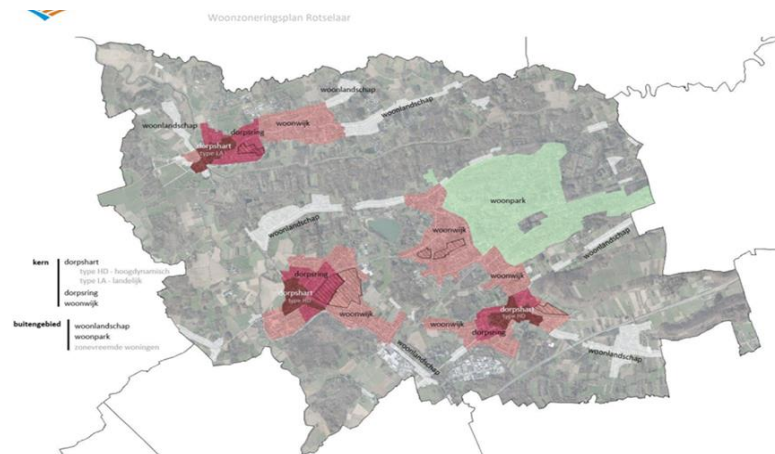 Woonzoneringsplan Rotselaar
woonlandschap
woonlandschap
woonwijk
dorpsring
dorpshart
type LA
woonlandschap
woonpark
woonlandschap
woonwijk
woonlandschap
woonwijk
dorpsring
dorpshart
type HD
woonwijk
dorpshart
type HD
woonwijk
dorpsring
woonlandschap
woonlandschap
kern
dorpshart
type HD - hoogdynamisch
type LA - landelijk
dorpsring
woonwijk
buitengebied
woonlandschap
woonpark
zonevreemde woningen